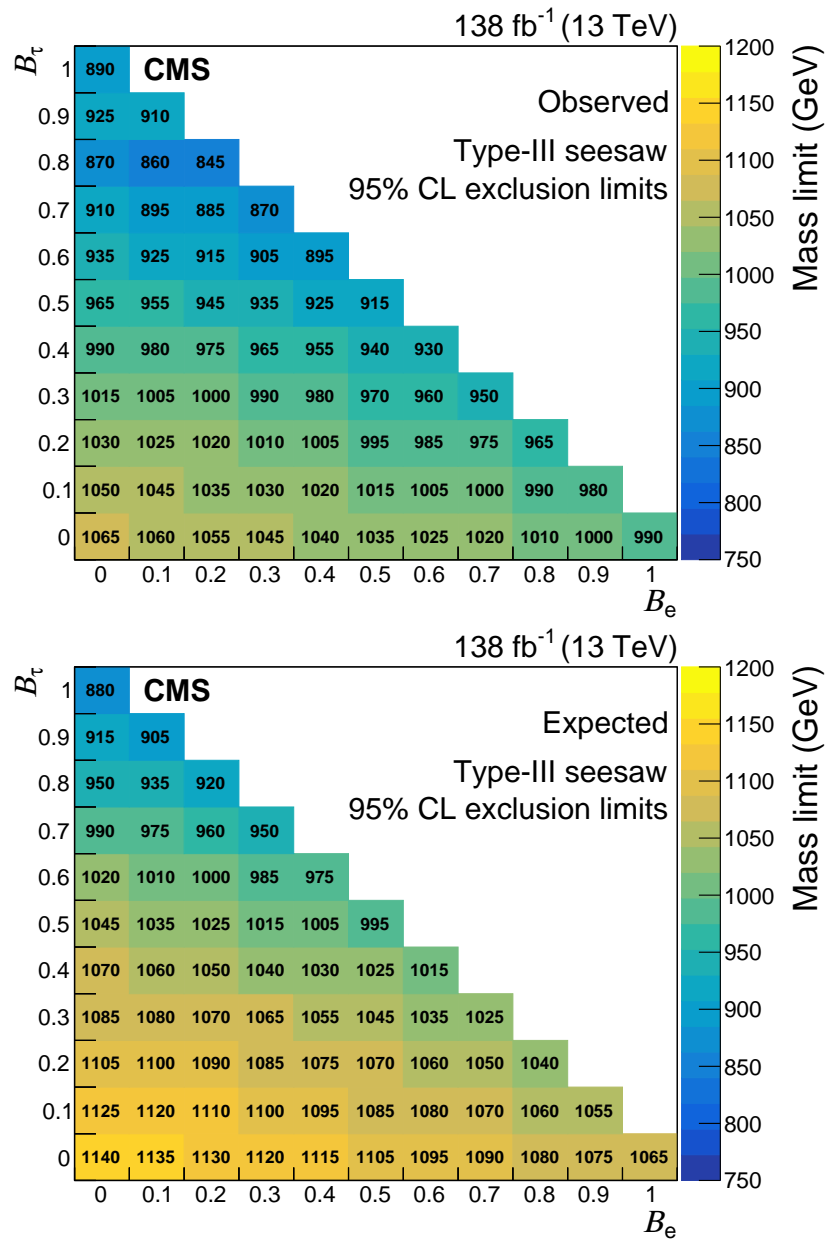 138 fb-1 (13 TeV)
Bτ
1 890 CMS 1200
0.9 925 910 Observed 1150
0.8 870 860 845 Type-III seesaw 1100
0.7 910 895 885 870 95% CL exclusion limits 1050
0.6 935 925 915 905 895 1000
0.5 965 955 945 935 925 915 950
0.4 990 980 975 965 955 940 930 900
0.3 1015 1005 1000 990 980 970 960 950 850
0.2 1030 1025 1020 1010 1005 995 985 975 965 800
0.1 1050 1045 1035 1030 1020 1015 1005 1000 990 980 750
0 1065 1060 1055 1045 1040 1035 1025 1020 1010 1000 990
0 0.1 0.2 0.3 0.4 0.5 0.6 0.7 0.8 0.9 1
Be
Mass limit (GeV)
138 fb-1 (13 TeV)
Bτ
1 880 CMS 1200
0.9 915 905 Expected 1150
0.8 950 935 920 Type-III seesaw 1100
0.7 990 975 960 950 95% CL exclusion limits 1050
0.6 1020 1010 1000 985 975 1000
0.5 1045 1035 1025 1015 1005 995 950
0.4 1070 1060 1050 1040 1030 1025 1015 900
0.3 1085 1080 1070 1065 1055 1045 1035 1025 850
0.2 1105 1100 1090 1085 1075 1070 1060 1050 1040 800
0.1 1125 1120 1110 1100 1095 1085 1080 1070 1060 1055 750
0 1140 1135 1130 1120 1115 1105 1095 1090 1080 1075 1065
0 0.1 0.2 0.3 0.4 0.5 0.6 0.7 0.8 0.9 1
Be
Mass limit (GeV)